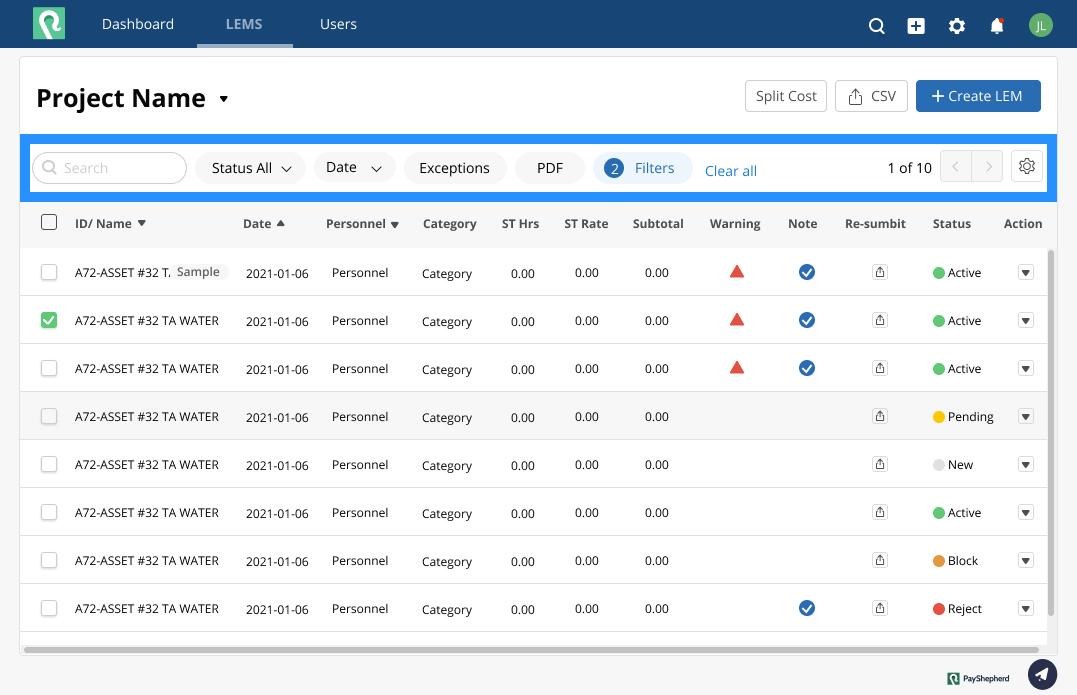 Dashboard LEMS Users JL
Project Name Split Cost CSV + Create LEM
Search Status All Date Exceptions PDF 2 Filters Clear all 1 of 10
ID/ Name Date Personnel Category ST Hrs ST Rate Subtotal Warning Note Re-sumbit Status Action
A72-ASSET #32 TA Sample 2021-01-06 Personnel Category 0.00 0.00 0.00 Active
A72-ASSET #32 TA WATER 2021-01-06 Personnel Category 0.00 0.00 0.00 Active
A72-ASSET #32 TA WATER 2021-01-06 Personnel Category 0.00 0.00 0.00 Active
A72-ASSET #32 TA WATER 2021-01-06 Personnel Category 0.00 0.00 0.00 Pending
A72-ASSET #32 TA WATER 2021-01-06 Personnel Category 0.00 0.00 0.00 New
A72-ASSET #32 TA WATER 2021-01-06 Personnel Category 0.00 0.00 0.00 Active
A72-ASSET #32 TA WATER 2021-01-06 Personnel Category 0.00 0.00 0.00 Block
A72-ASSET #32 TA WATER 2021-01-06 Personnel Category 0.00 0.00 0.00 Reject
PayShepherd